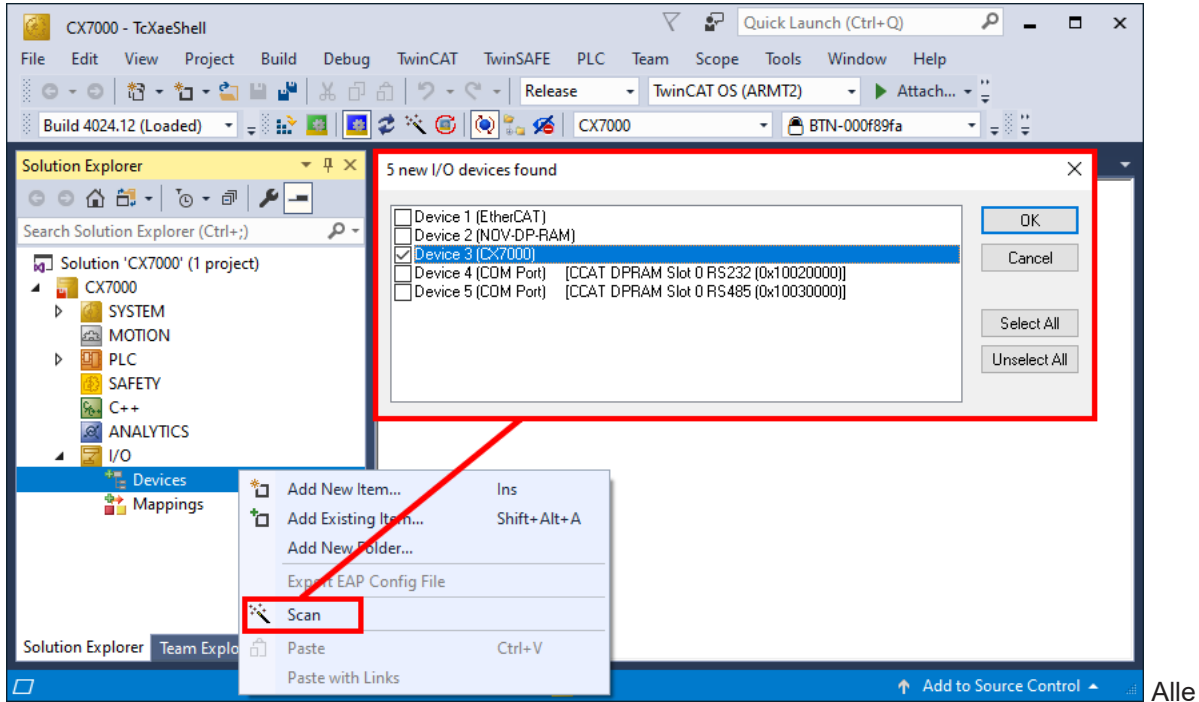 CX7000 - TcXaeShell
Quick Launch (Ctrl+Q)
File Edit View Project Build Debug TwinCAT TwinSAFE PLC Team Scope Tools Window Help
Release TwinCAT OS (ARMT2) Attach...
Build 4024.12 (Loaded) CX7000 BTN-000f89fa
Solution Explorer
Search Solution Explorer (Ctrl+;)
Solution 'CX7000' (1 project)
CX7000
SYSTEM
MOTION
PLC
SAFETY
C++
ANALYTICS
I/O
Devices
Mappings
5 new I/O devices found
Device 1 (EtherCAT)
Device 2 (NOV-DP-RAM)
Device 3 (CX7000)
Device 4 (COM Port) [CCAT DPRAM Slot 0 RS232 (0x10020000)]
Device 5 (COM Port) [CCAT DPRAM Slot 0 RS485 (0x10030000)]
OK
Cancel
Select All
Unselect All
Add New Item... Ins
Add Existing Item... Shift+Alt+A
Add New Folder...
Export EAP Config File
Scan
Paste Ctrl+V
Paste with Links
Solution Explorer Team Explo
Add to Source Control
Alle